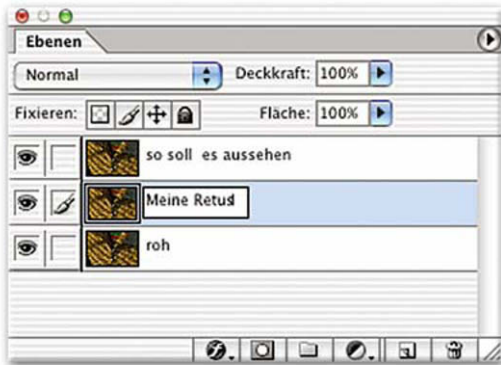 Ebenen
Normal Deckkraft: 100%
Fixieren: Fläche: 100%
so soll es aussehen
Meine Retus
roh